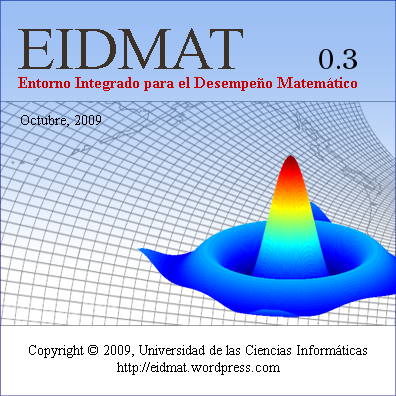 EIDMAT 0.3
Entorno Integrado para el Desempeño Matemático
Octubre, 2009
Copyright © 2009, Universidad de las Ciencias Informáticas
http://eidmat.wordpress.com